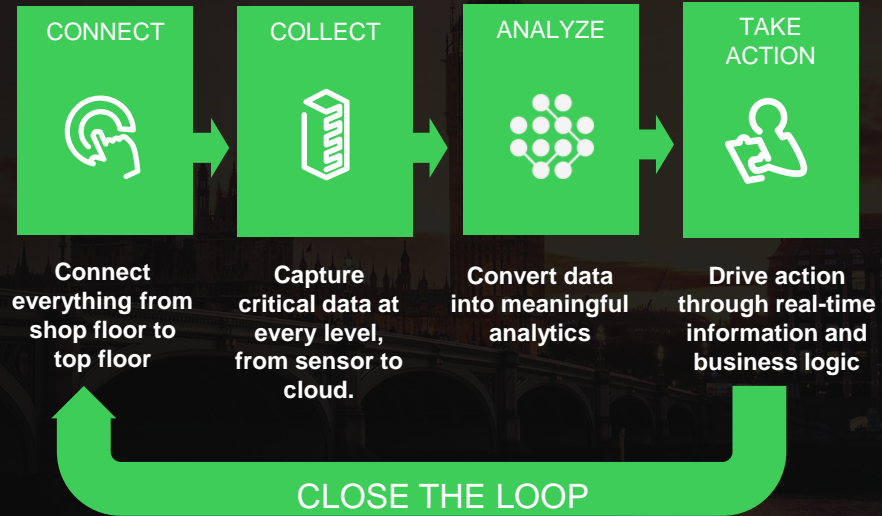 CONNECT
COLLECT
ANALYZE
TAKE
ACTION
Connect
everything from
shop floor to
top floor
Capture
critical data at
every level,
from sensor to
cloud.
Convert data
into meaningful
analytics
Drive action
through real-time
information and
business logic
CLOSE THE LOOP